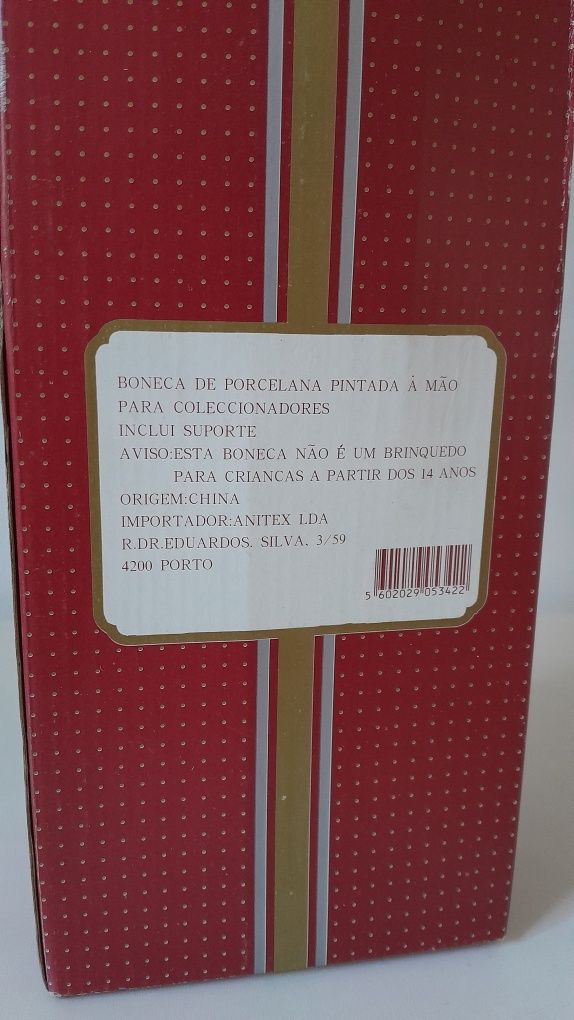 BONECA DE PORCELANA PINTADA À MÃO
PARA COLECCIONADORES
INCLUI SUPORTE
AVISO:ESTA BONECA NÃO É UM BRINQUEDO
PARA CRIANCAS A PARTIR DOS 14 ANOS
ORIGEM:CHINA
IMPORTADOR:ANITEX LDA
R.DR.EDUARDOS. SILVA, 3/59
4200 PORTO
5 602029 053422